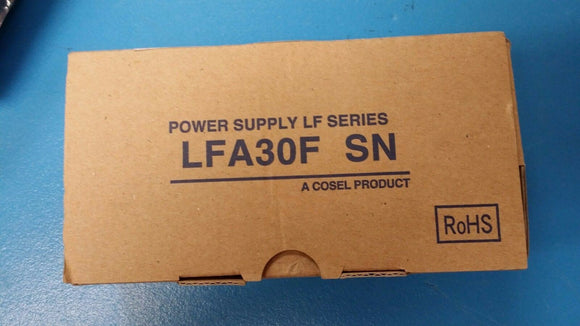 POWER SUPPLY LF SERIES
LFA30F SN
A COSEL PRODUCT
RoHS